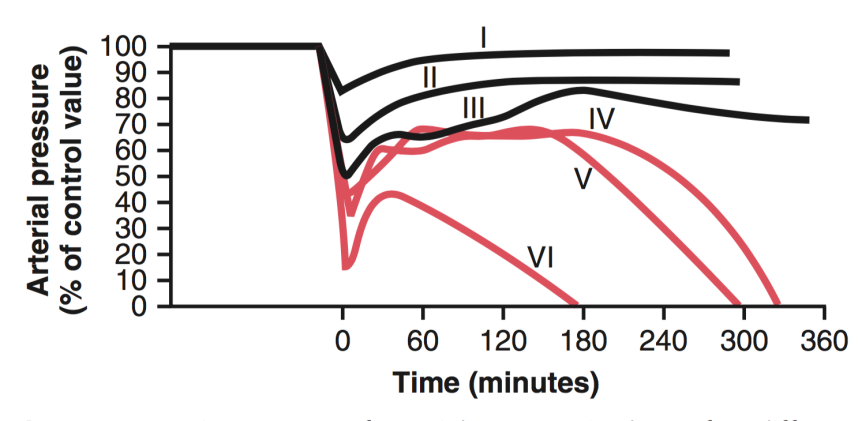 Arterial pressure
(% of control value)
100
90
80
70
60
50
40
30
20
10
0
I
II
III
IV
V
VI
0 60 120 180 240 300 360
Time (minutes)